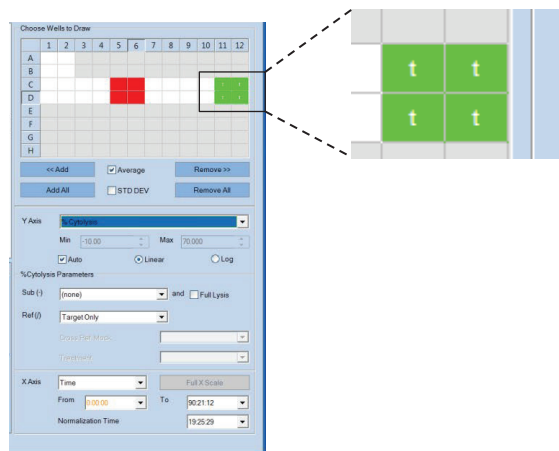 Choose Wells to Draw
1 2 3 4 5 6 7 8 9 10 11 12
A
B
C t t
D t t
E
F
G
H
t t
t t
<< Add Average Remove >>
Add All STD DEV Remove All
Y Axis % Cytolysis
Min -10.00 Max 70.000
Auto Linear Log
%Cytolysis Parameters
Sub (-) (none) and Full Lysis
Ref (/) Target Only
Treatment
X Axis Time Full X Scale
From 0:00:00 To 90:21:12
Normalization Time 19:25:29